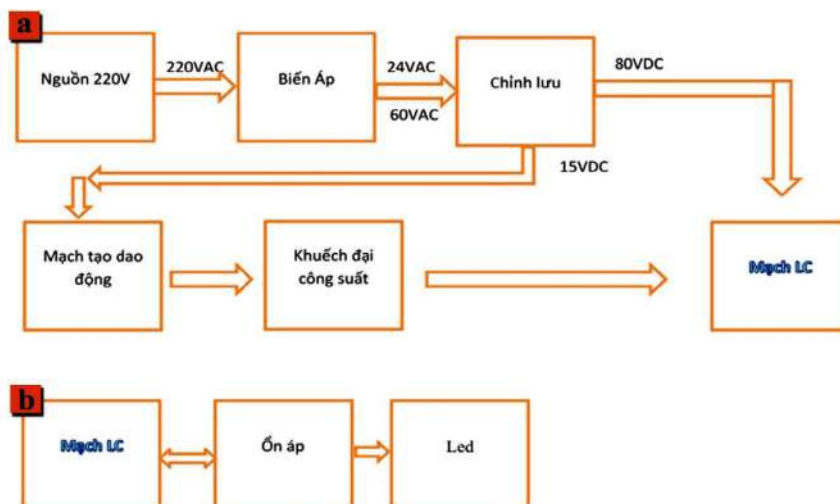 a
Nguồn 220V
220VAC
Biến Áp
24VAC
60VAC
Chỉnh lưu
80VDC
15VDC
Mạch tạo dao
động
Khuếch đại
công suất
Mạch LC
b
Mạch LC
Ổn áp
Led